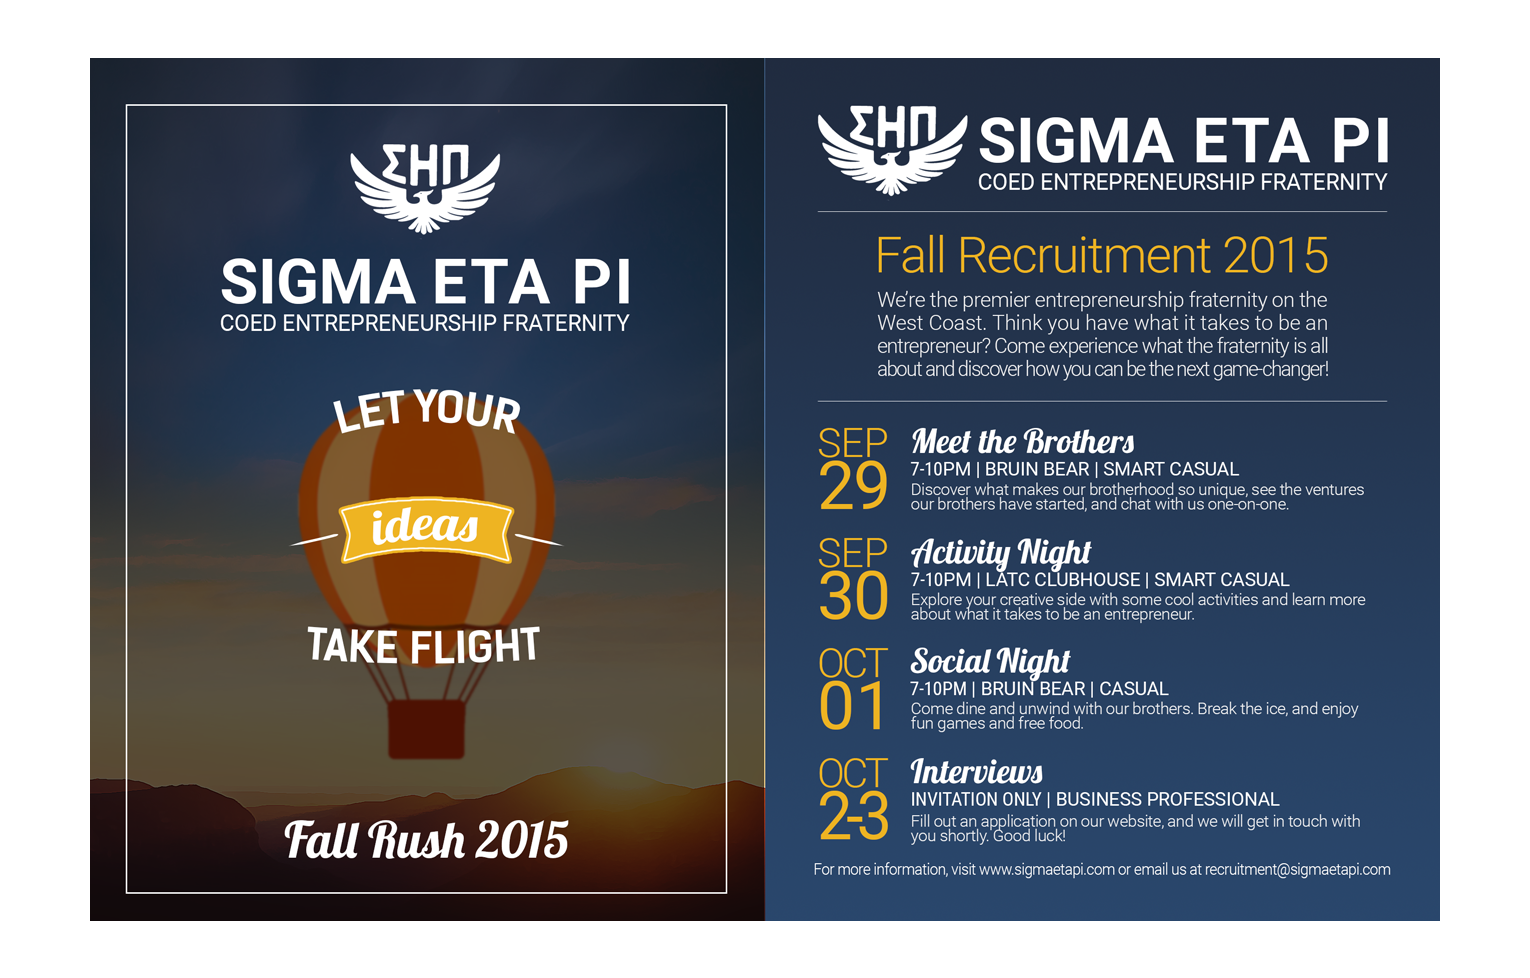 ΣΗΠ
SIGMA ETA PI
COED ENTREPRENEURSHIP FRATERNITY
LET YOUR
ideas
TAKE FLIGHT
Fall Rush 2015
ΣΗΠ
SIGMA ETA PI
COED ENTREPRENEURSHIP FRATERNITY
Fall Recruitment 2015
We're the premier entrepreneurship fraternity on the
West Coast. Think you have what it takes to be an
entrepreneur? Come experience what the fraternity is all
about and discover how you can be the next game-changer!
SEP
29
Meet the Brothers
7-10PM | BRUIN BEAR | SMART CASUAL
Discover what makes our brotherhood so unique, see the ventures
our brothers have started, and chat with us one-on-one.
SEP
30
Activity Night
7-10PM | LATC CLUBHOUSE | SMART CASUAL
Explore your creative side with some cool activities and learn more
about what it takes to be an entrepreneur.
OCT
01
Social Night
7-10PM | BRUIN BEAR | CASUAL
Come dine and unwind with our brothers. Break the ice, and enjoy
fun games and free food.
OCT
2-3
Interviews
INVITATION ONLY | BUSINESS PROFESSIONAL
Fill out an application on our website, and we will get in touch with
you shortly. Good luck!
For more information, visit www.sigmaetapi.com or email us at recruitment@sigmaetapi.com